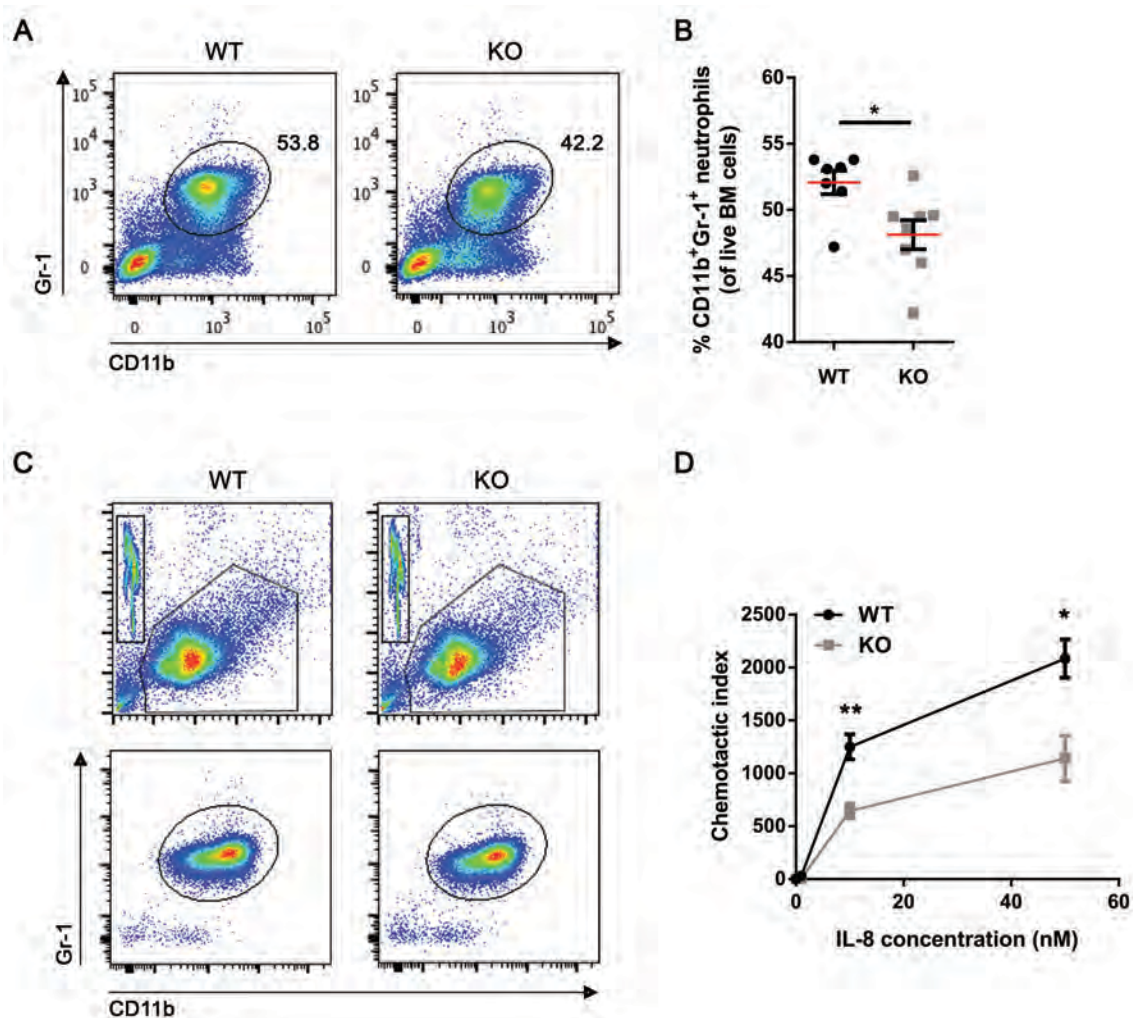 A
WT
KO
Gr-1
10^5
10^4
10^3
0
53.8
10^5
10^4
10^3
0
42.2
0
10^3
10^5
0
10^3
10^5
CD11b
B
% CD11b^+Gr-1^+ neutrophils
(of live BM cells)
60
55
50
45
40
*
WT
KO
C
WT
KO
Gr-1
CD11b
D
Chemotactic index
2500
2000
1500
1000
500
0
WT
KO
**
*
0
20
40
60
IL-8 concentration (nM)